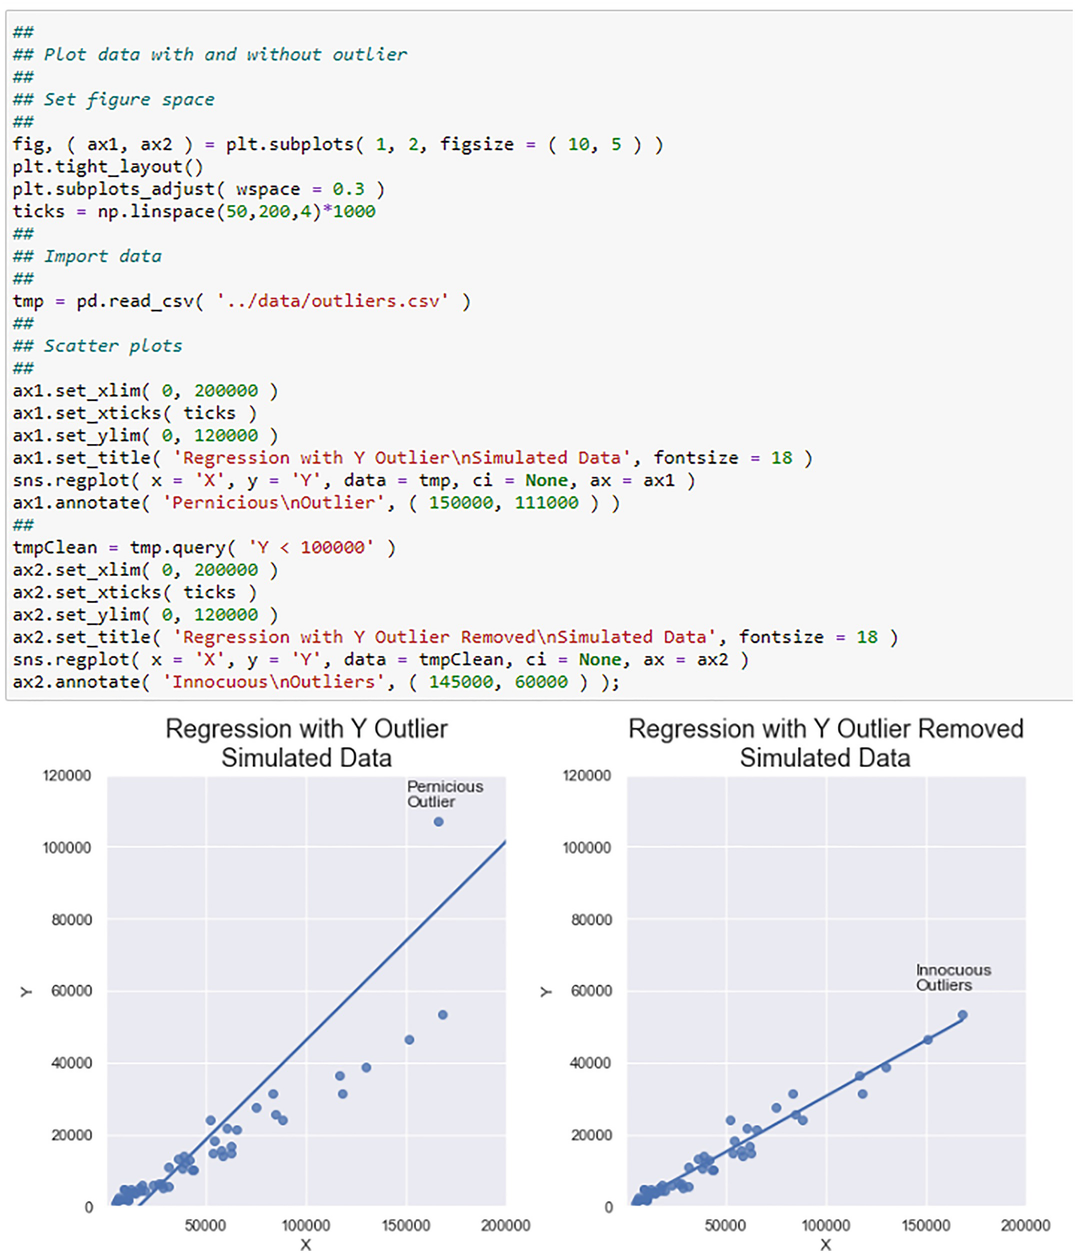 ##
## Plot data with and without outlier
##
## Set figure space
##
fig, ( ax1, ax2 ) = plt.subplots( 1, 2, figsize = ( 10, 5 ) )
plt.tight_layout()
plt.subplots_adjust( wspace = 0.3 )
ticks = np.linspace(50,200,4)*1000
##
## Import data
##
tmp = pd.read_csv( '../data/outliers.csv' )
##
## Scatter plots
##
ax1.set_xlim( 0, 200000 )
ax1.set_xticks( ticks )
ax1.set_ylim( 0, 120000 )
ax1.set_title( 'Regression with Y Outlier\nSimulated Data', fontsize = 18 )
sns.regplot( x = 'X', y = 'Y', data = tmp, ci = None, ax = ax1 )
ax1.annotate( 'Pernicious\nOutlier', ( 150000, 111000 ) )
##
tmpClean = tmp.query( 'Y < 100000' )
ax2.set_xlim( 0, 200000 )
ax2.set_xticks( ticks )
ax2.set_ylim( 0, 120000 )
ax2.set_title( 'Regression with Y Outlier Removed\nSimulated Data', fontsize = 18 )
sns.regplot( x = 'X', y = 'Y', data = tmpClean, ci = None, ax = ax2 )
ax2.annotate( 'Innocuous\nOutliers', ( 145000, 60000 ) );
Regression with Y Outlier
Simulated Data
120000
100000
80000
60000
40000
20000
0
Y
Pernicious
Outlier
50000
100000
150000
200000
X
Regression with Y Outlier Removed
Simulated Data
120000
100000
80000
60000
40000
20000
0
Y
Innocuous
Outliers
50000
100000
150000
200000
X